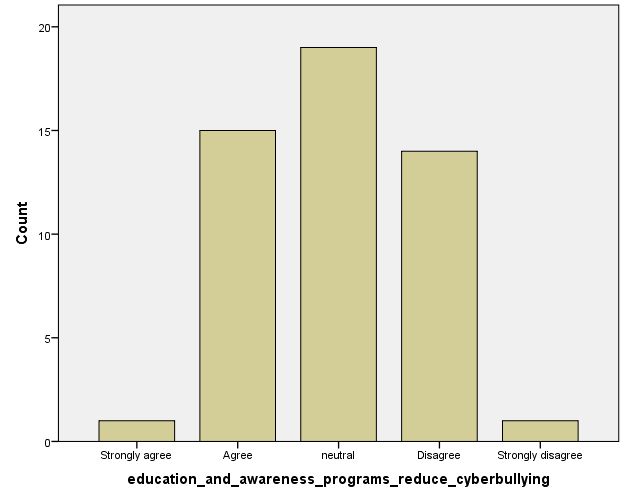 20
15
10
5
0
Count
Strongly agree Agree neutral Disagree Strongly disagree
education_and_awareness_programs_reduce_cyberbullying